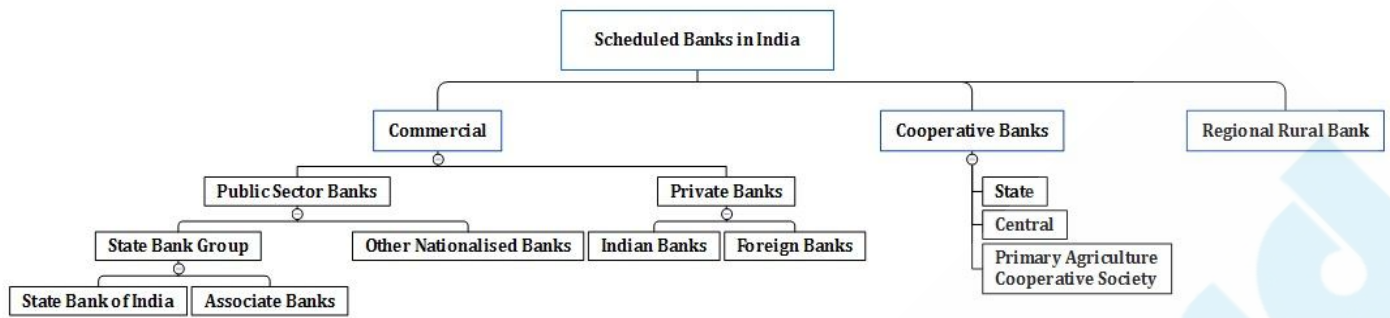 Scheduled Banks in India
Commercial
Cooperative Banks
Regional Rural Bank
Public Sector Banks
Private Banks
State
State Bank Group
Other Nationalised Banks
Indian Banks
Foreign Banks
Central
Primary Agriculture
Cooperative Society
State Bank of India
Associate Banks